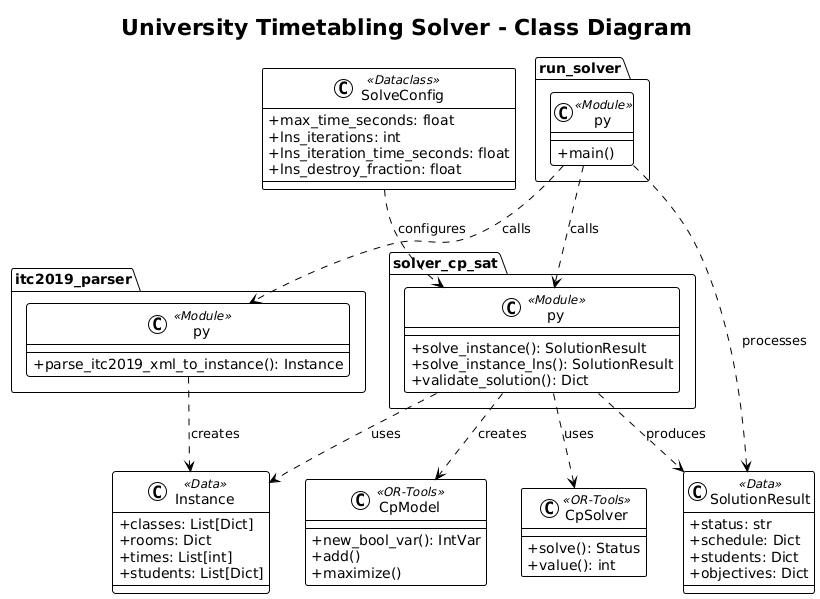 University Timetabling Solver - Class Diagram
C «Dataclass»
SolveConfig
+max_time_seconds: float
+lns_iterations: int
+lns_iteration_time_seconds: float
+lns_destroy_fraction: float
run_solver
C «Module»
py
+main()
configures
calls
calls
processes
itc2019_parser
C «Module»
py
+parse_itc2019_xml_to_instance(): Instance
solver_cp_sat
C «Module»
py
+solve_instance(): SolutionResult
+solve_instance_lns(): SolutionResult
+validate_solution(): Dict
creates
uses
creates
uses
produces
C «Data»
Instance
+classes: List[Dict]
+rooms: Dict
+times: List[int]
+students: List[Dict]
C «OR-Tools»
CpModel
+new_bool_var(): IntVar
+add()
+maximize()
C «OR-Tools»
CpSolver
+solve(): Status
+value(): int
C «Data»
SolutionResult
+status: str
+schedule: Dict
+students: Dict
+objectives: Dict